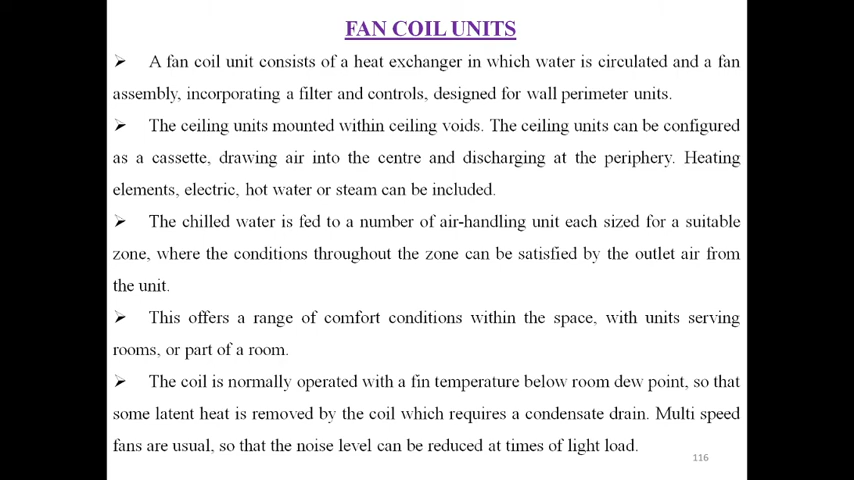 FAN COIL UNITS
➢ A fan coil unit consists of a heat exchanger in which water is circulated and a fan
assembly, incorporating a filter and controls, designed for wall perimeter units.
➢ The ceiling units mounted within ceiling voids. The ceiling units can be configured
as a cassette, drawing air into the centre and discharging at the periphery. Heating
elements, electric, hot water or steam can be included.
➢ The chilled water is fed to a number of air-handling unit each sized for a suitable
zone, where the conditions throughout the zone can be satisfied by the outlet air from
the unit.
➢ This offers a range of comfort conditions within the space, with units serving
rooms, or part of a room.
➢ The coil is normally operated with a fin temperature below room dew point, so that
some latent heat is removed by the coil which requires a condensate drain. Multi speed
fans are usual, so that the noise level can be reduced at times of light load.
116